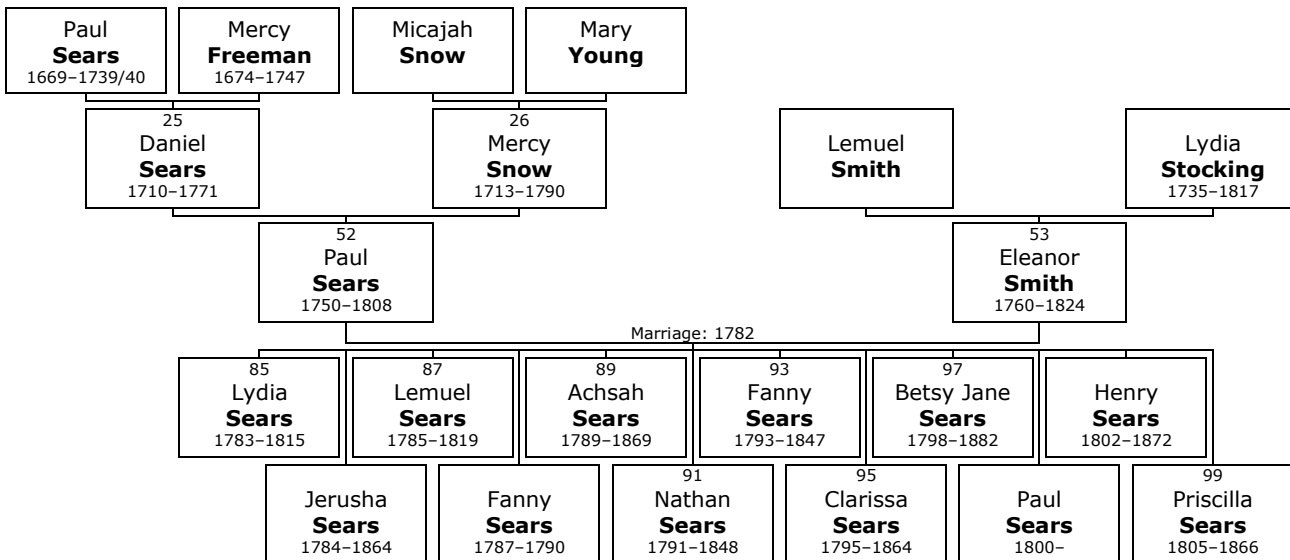 Paul
Sears
1669–1739/40
Mercy
Freeman
1674–1747
Micajah
Snow
Mary
Young
25
Daniel
Sears
1710–1771
26
Mercy
Snow
1713–1790
Lemuel
Smith
Lydia
Stocking
1735–1817
52
Paul
Sears
1750–1808
53
Eleanor
Smith
1760–1824
Marriage: 1782
85
Lydia
Sears
1783–1815
87
Lemuel
Sears
1785–1819
89
Achsah
Sears
1789–1869
93
Fanny
Sears
1793–1847
97
Betsy Jane
Sears
1798–1882
Henry
Sears
1802–1872
Jerusha
Sears
1784–1864
Fanny
Sears
1787–1790
91
Nathan
Sears
1791–1848
95
Clarissa
Sears
1795–1864
Paul
Sears
1800–
99
Priscilla
Sears
1805–1866